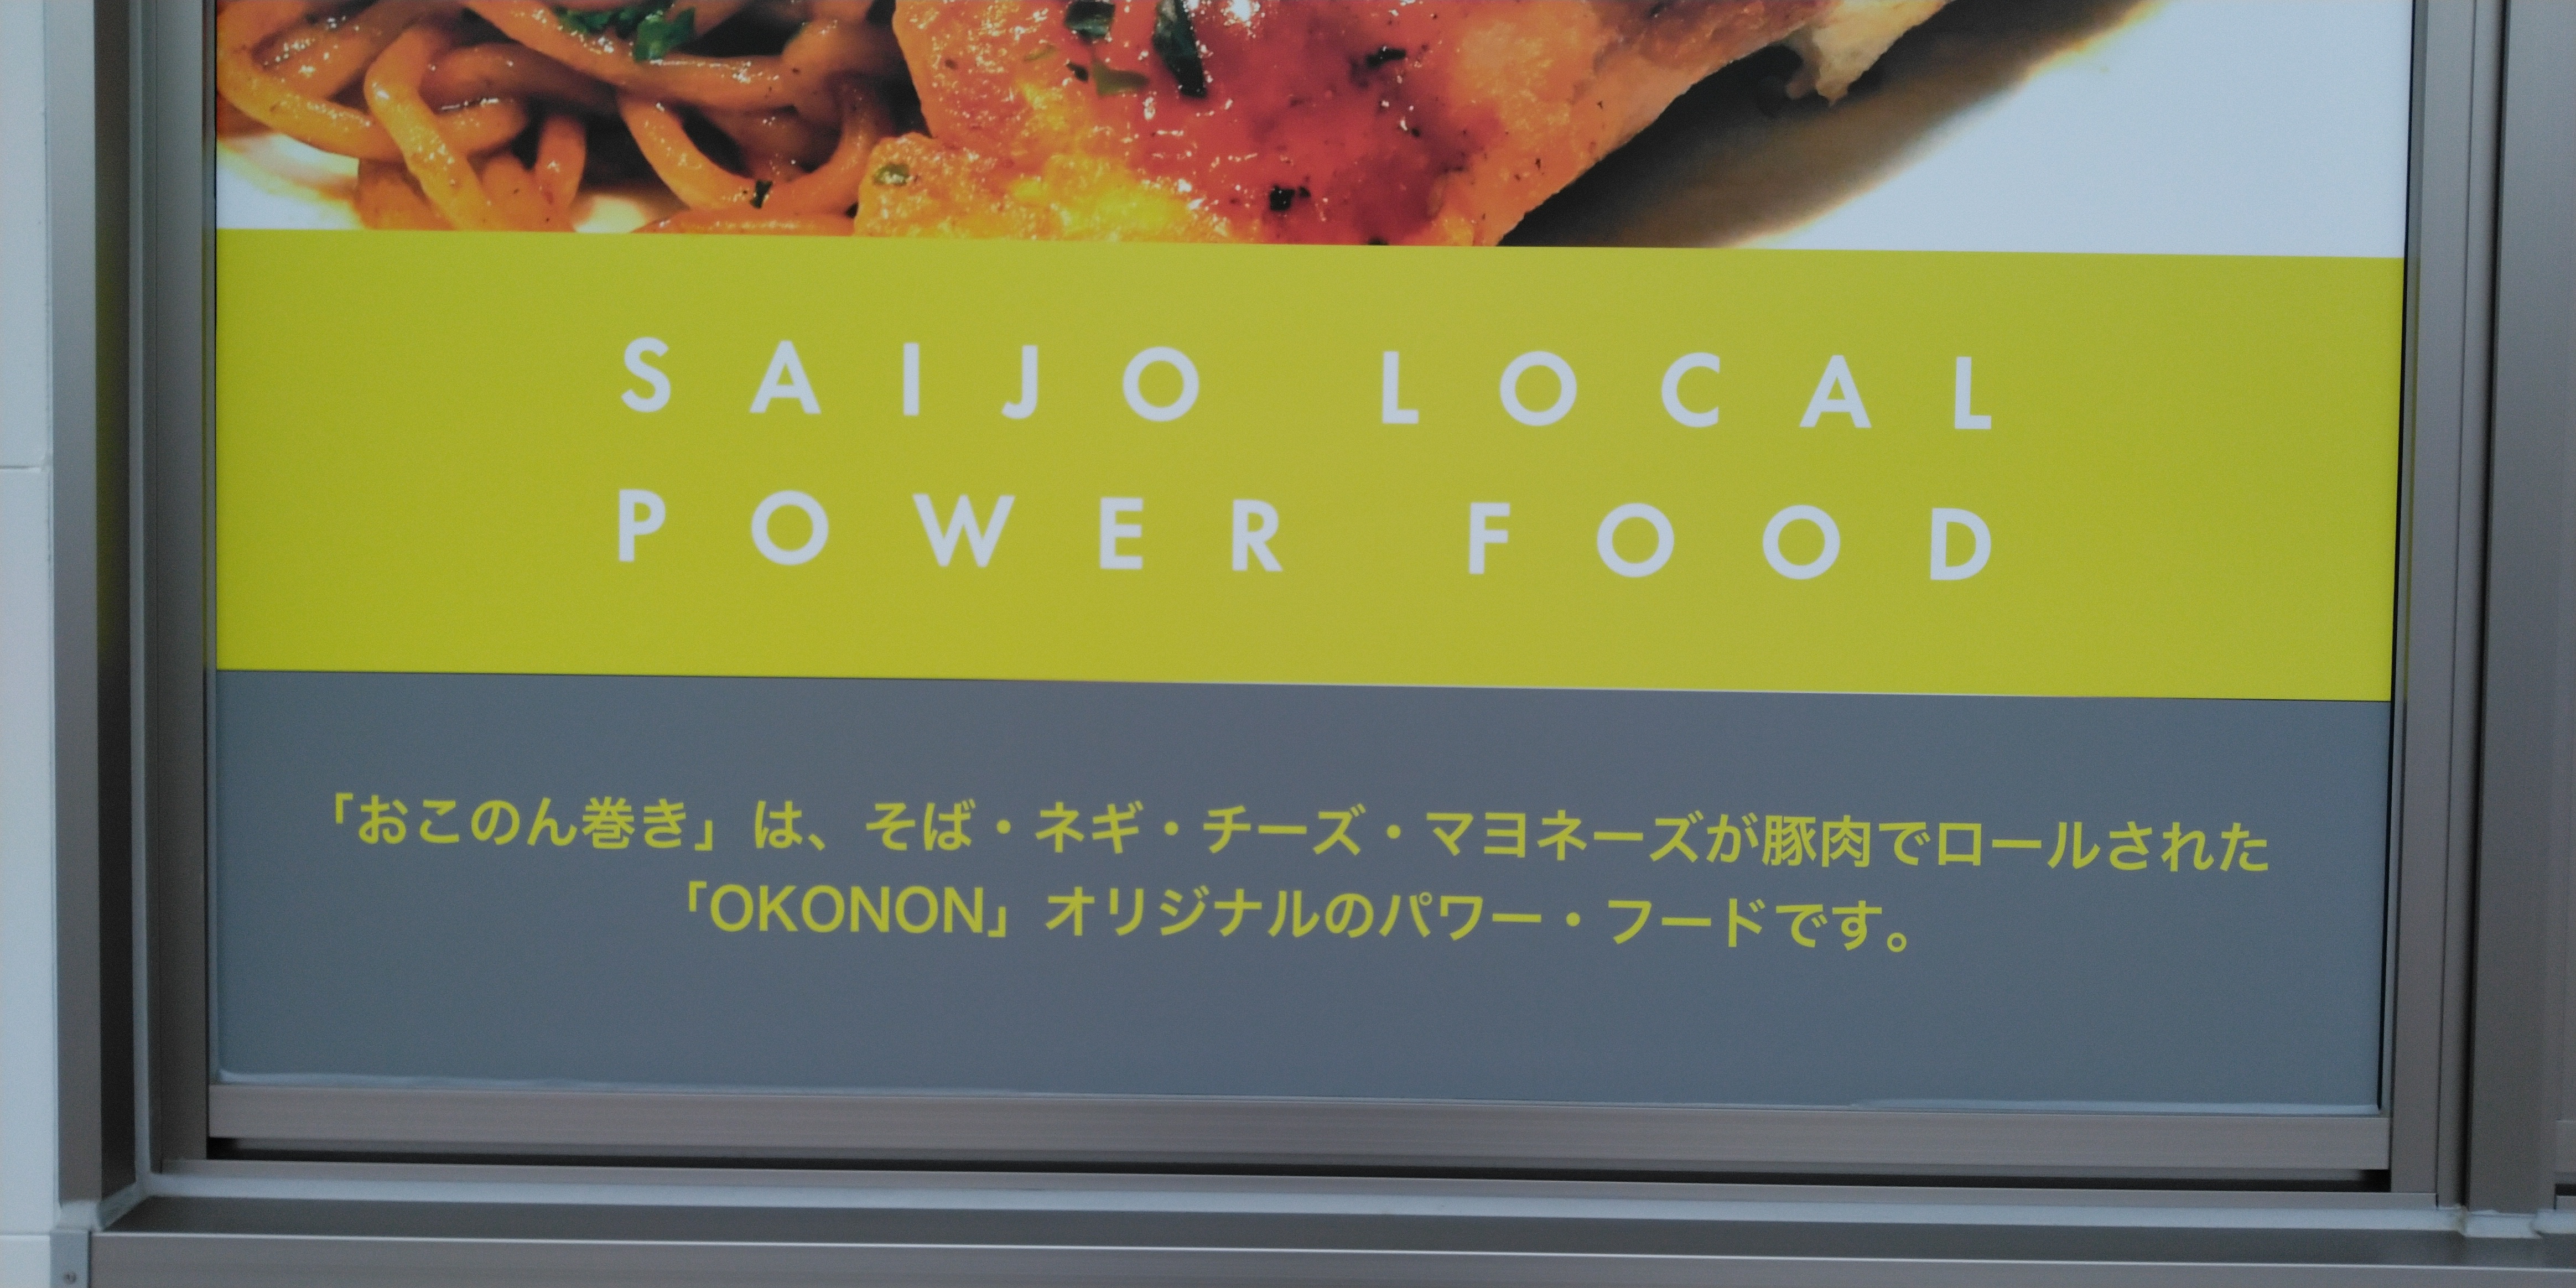 SAIJO LOCAL
POWER FOOD
「おこのん巻き」は、そば・ネギ・チーズ・マヨネーズが豚肉でロールされた
「OKONON」オリジナルのパワー・フードです。